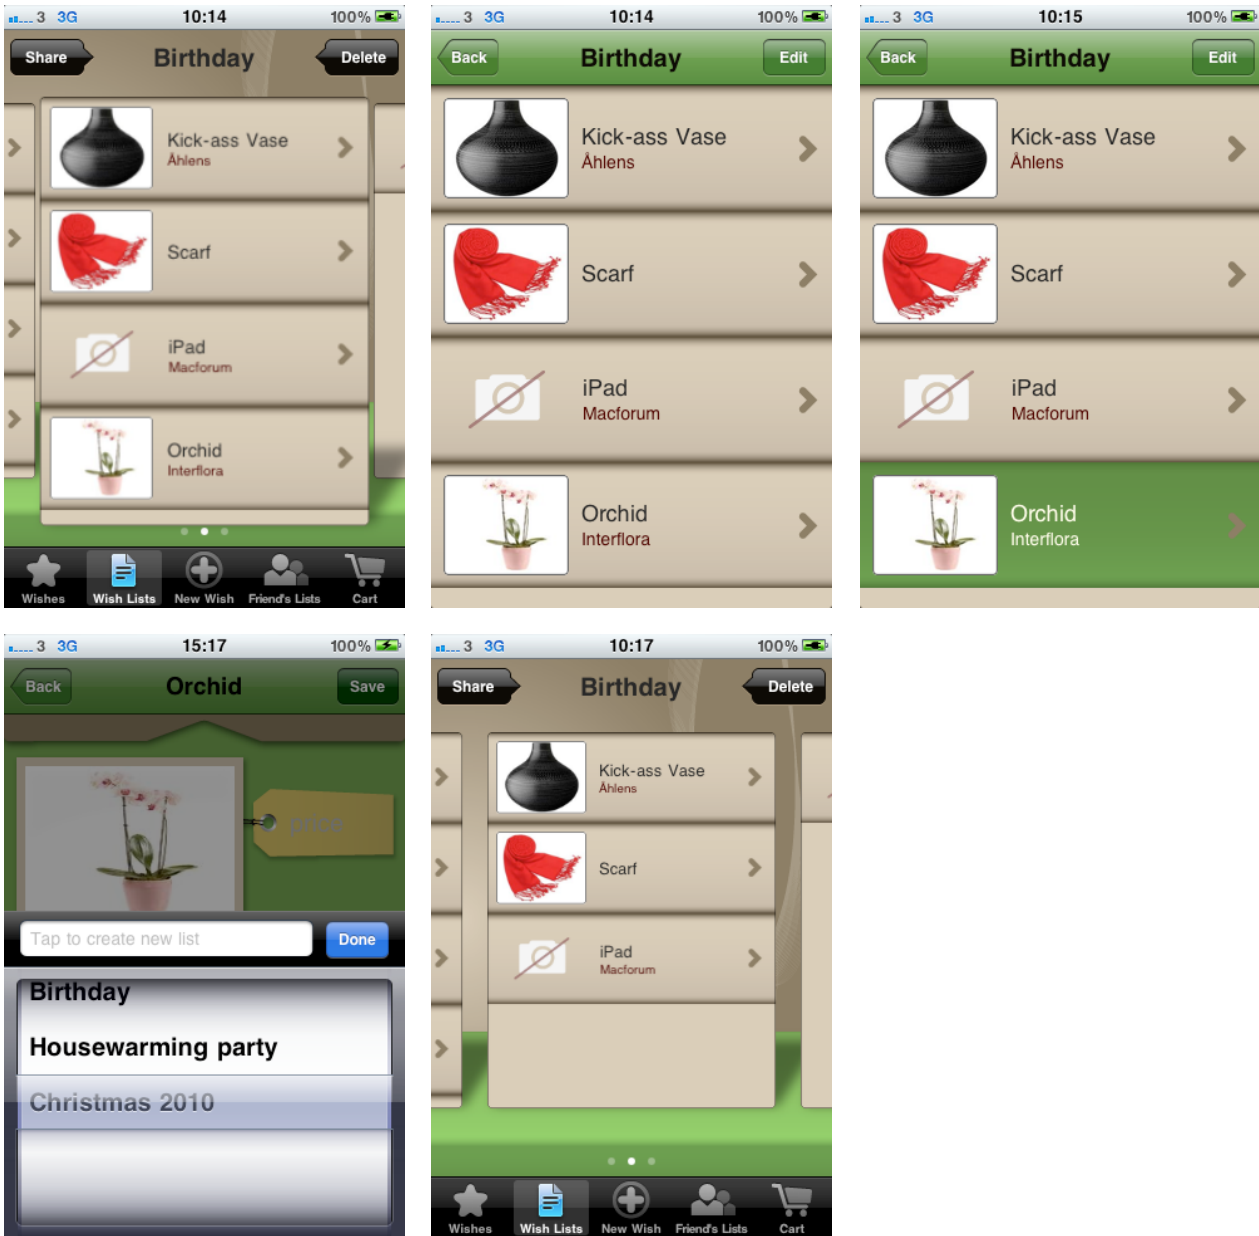 3 3G 10:14 100%
Share Birthday Delete
Kick-ass Vase
Åhlens
Scarf
iPad
Macforum
Orchid
Interflora
Wishes Wish Lists New Wish Friend's Lists Cart
3 3G 10:14 100%
Back Birthday Edit
Kick-ass Vase
Åhlens
Scarf
iPad
Macforum
Orchid
Interflora
3 3G 10:15 100%
Back Birthday Edit
Kick-ass Vase
Åhlens
Scarf
iPad
Macforum
Orchid
Interflora
3 3G 15:17 100%
Back Orchid Save
price
Tap to create new list Done
Birthday
Housewarming party
Christmas 2010
3 3G 10:17 100%
Share Birthday Delete
Kick-ass Vase
Åhlens
Scarf
iPad
Macforum
Wishes Wish Lists New Wish Friend's Lists Cart